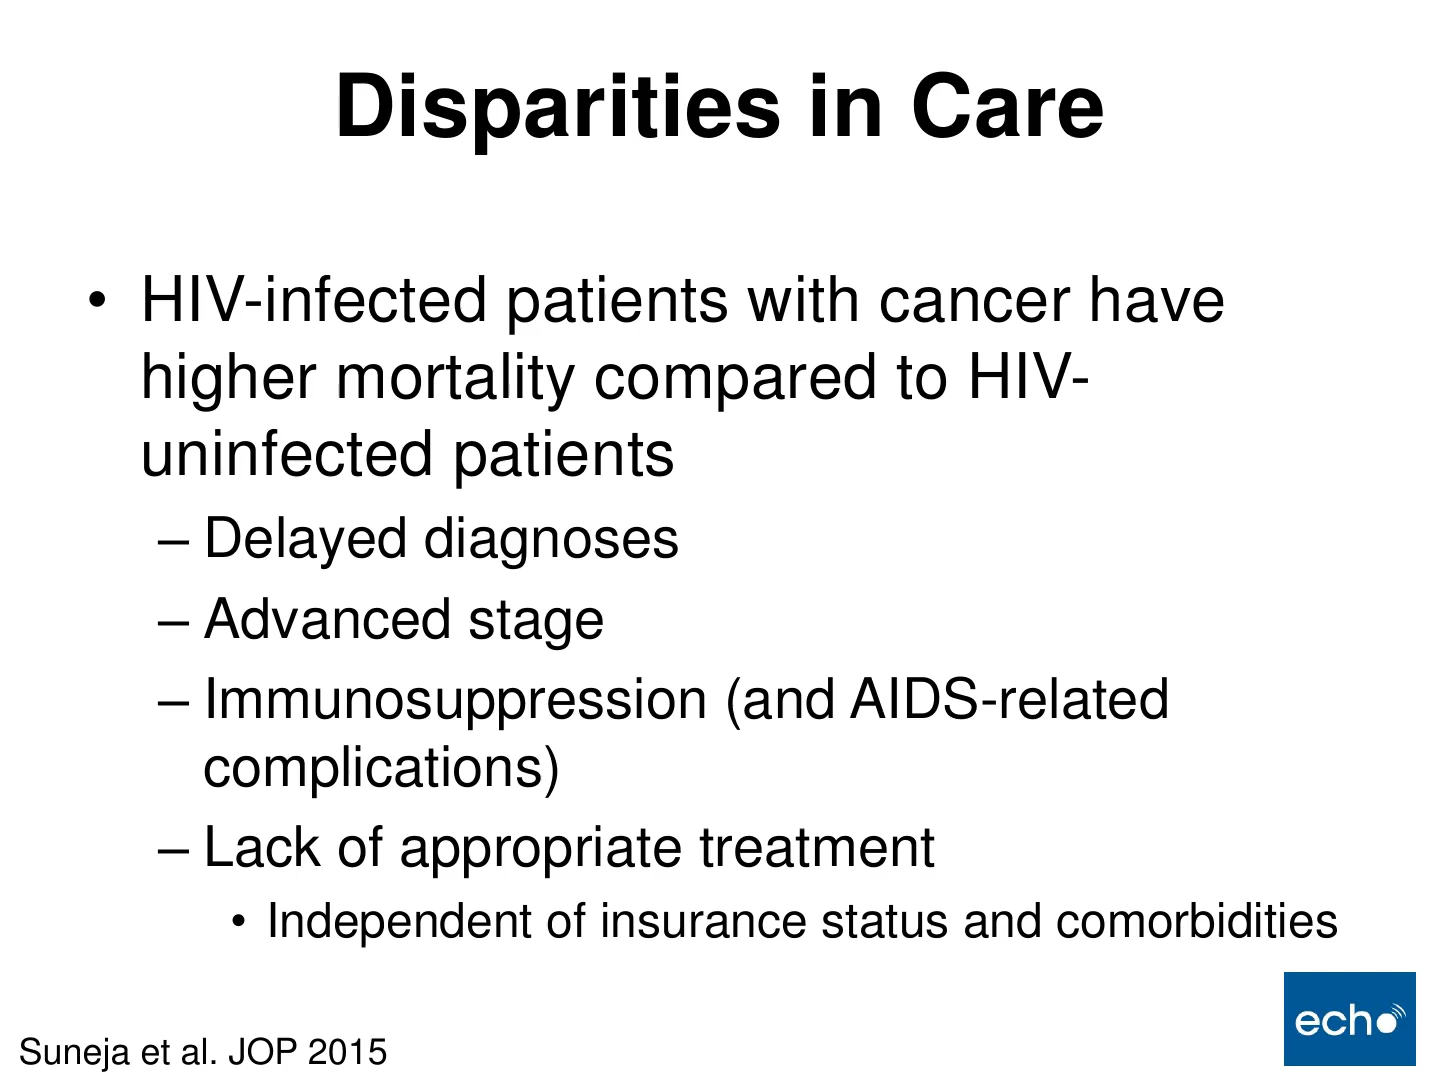 Disparities in Care
• HIV-infected patients with cancer have
higher mortality compared to HIV-
uninfected patients
– Delayed diagnoses
– Advanced stage
– Immunosuppression (and AIDS-related
complications)
– Lack of appropriate treatment
• Independent of insurance status and comorbidities
echo
Suneja et al. JOP 2015